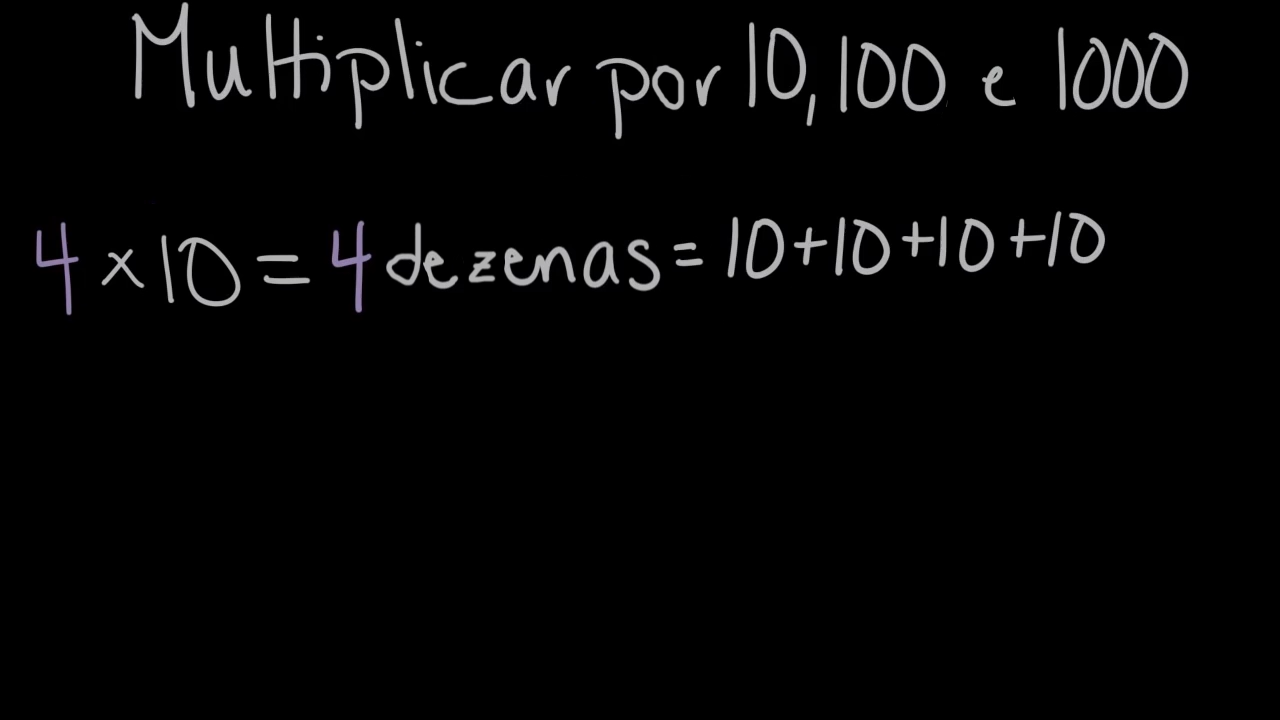 Multiplicar por 10, 100 e 1000
4 × 10 = 4 dezenas = 10+10+10+10